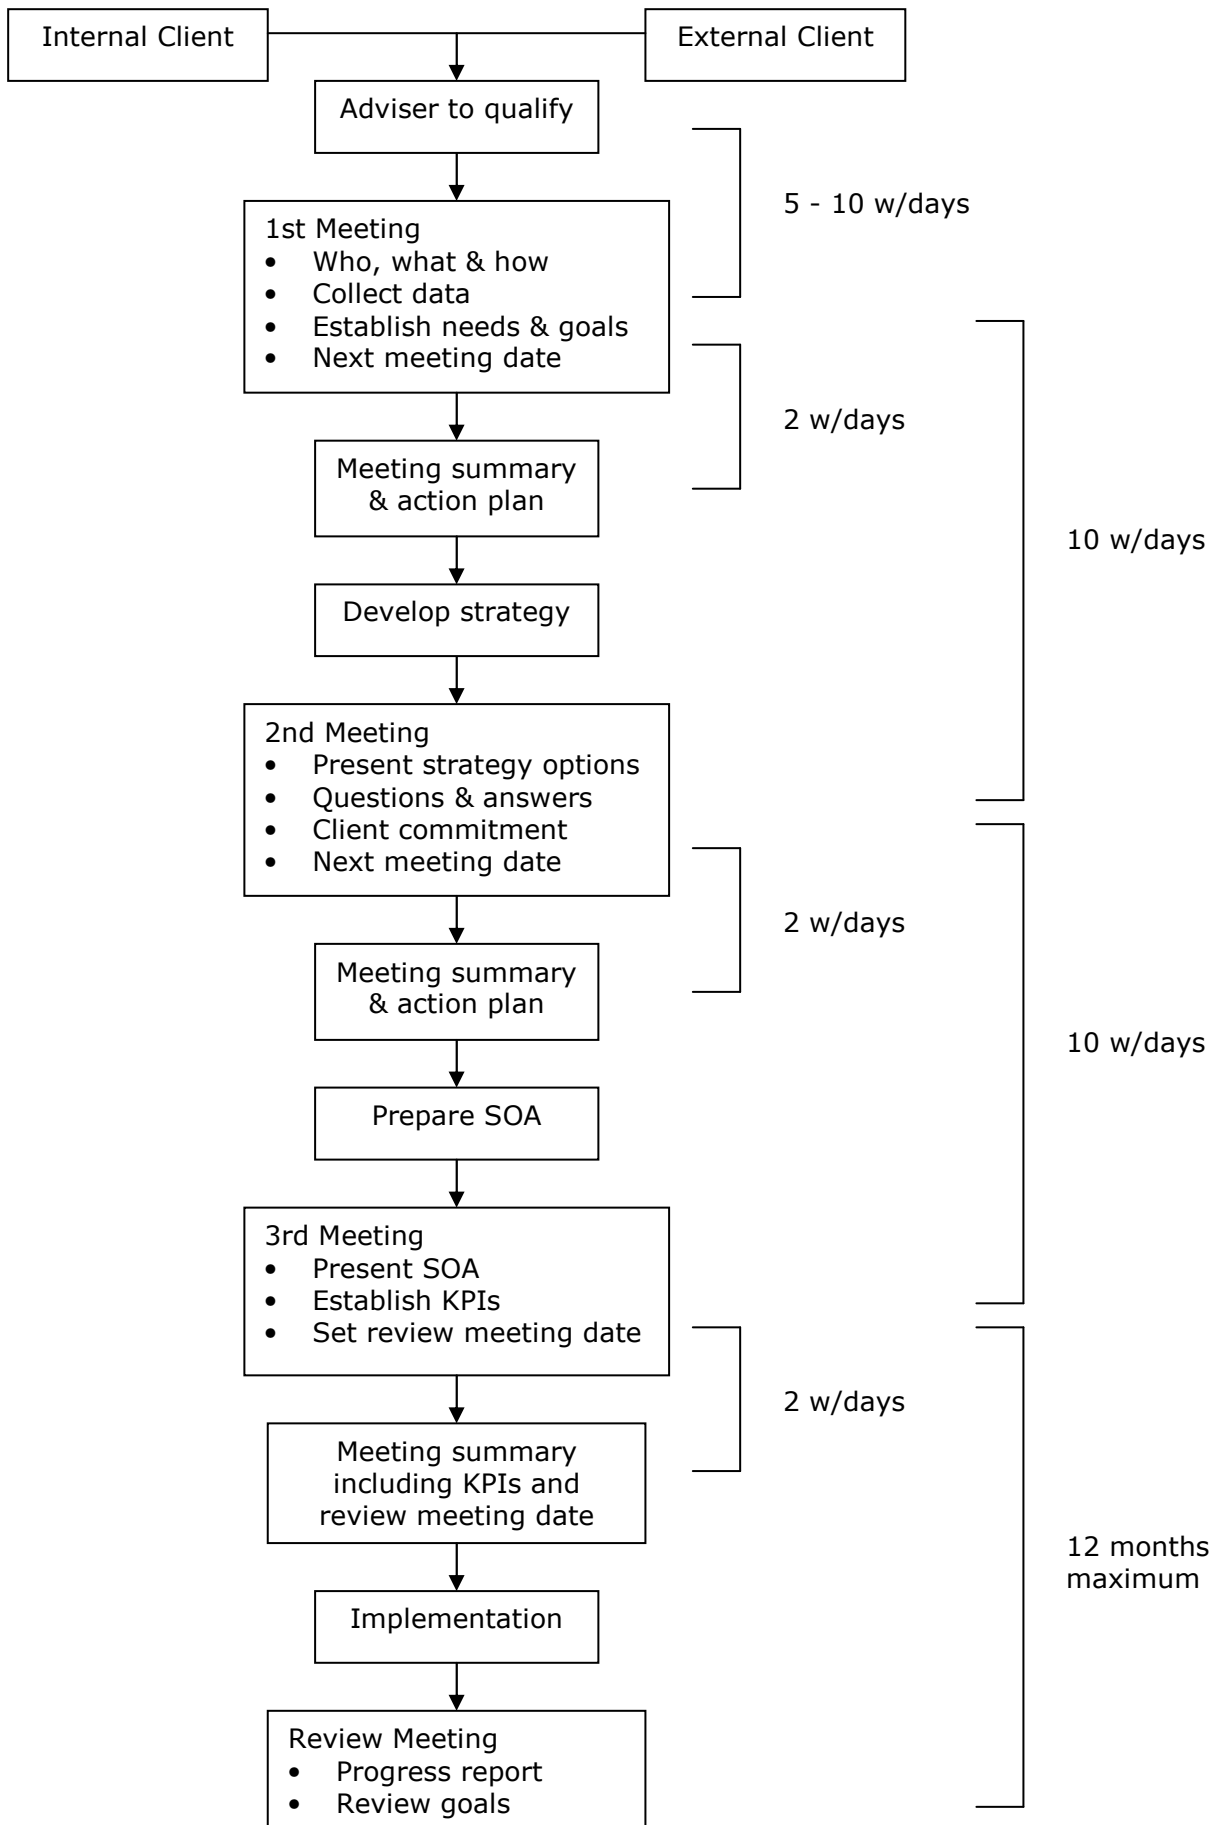 Internal Client
External Client
Adviser to qualify
5 - 10 w/days
1st Meeting
• Who, what & how
• Collect data
• Establish needs & goals
• Next meeting date
2 w/days
Meeting summary
& action plan
10 w/days
Develop strategy
2nd Meeting
• Present strategy options
• Questions & answers
• Client commitment
• Next meeting date
2 w/days
Meeting summary
& action plan
10 w/days
Prepare SOA
3rd Meeting
• Present SOA
• Establish KPIs
• Set review meeting date
2 w/days
Meeting summary
including KPIs and
review meeting date
12 months
maximum
Implementation
Review Meeting
• Progress report
• Review goals